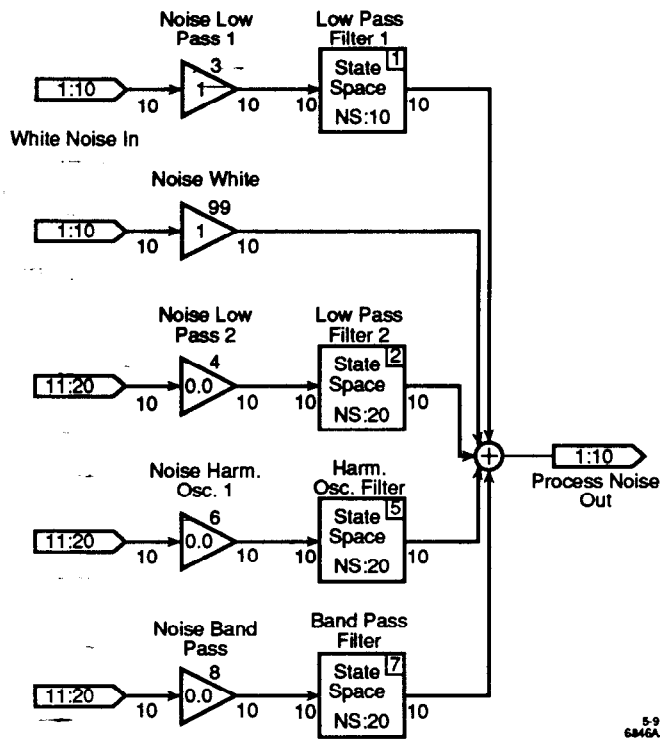 Noise Low
Pass 1
Low Pass
Filter 1
3
1
1:10
1
State
Space
NS:10
10
10
10
10
White Noise In
Noise White
99
1:10
1
10
10
Noise Low
Pass 2
Low Pass
Filter 2
4
2
11:20
0.0
State
Space
NS:20
10
10
10
10
+
1:10
Process Noise
Out
Noise Harm.
Osc. 1
Harm.
Osc. Filter
6
5
11:20
0.0
State
Space
NS:20
10
10
10
10
Noise Band
Pass
Band Pass
Filter
8
7
11:20
0.0
State
Space
NS:20
10
10
10
10
5-9
6846A